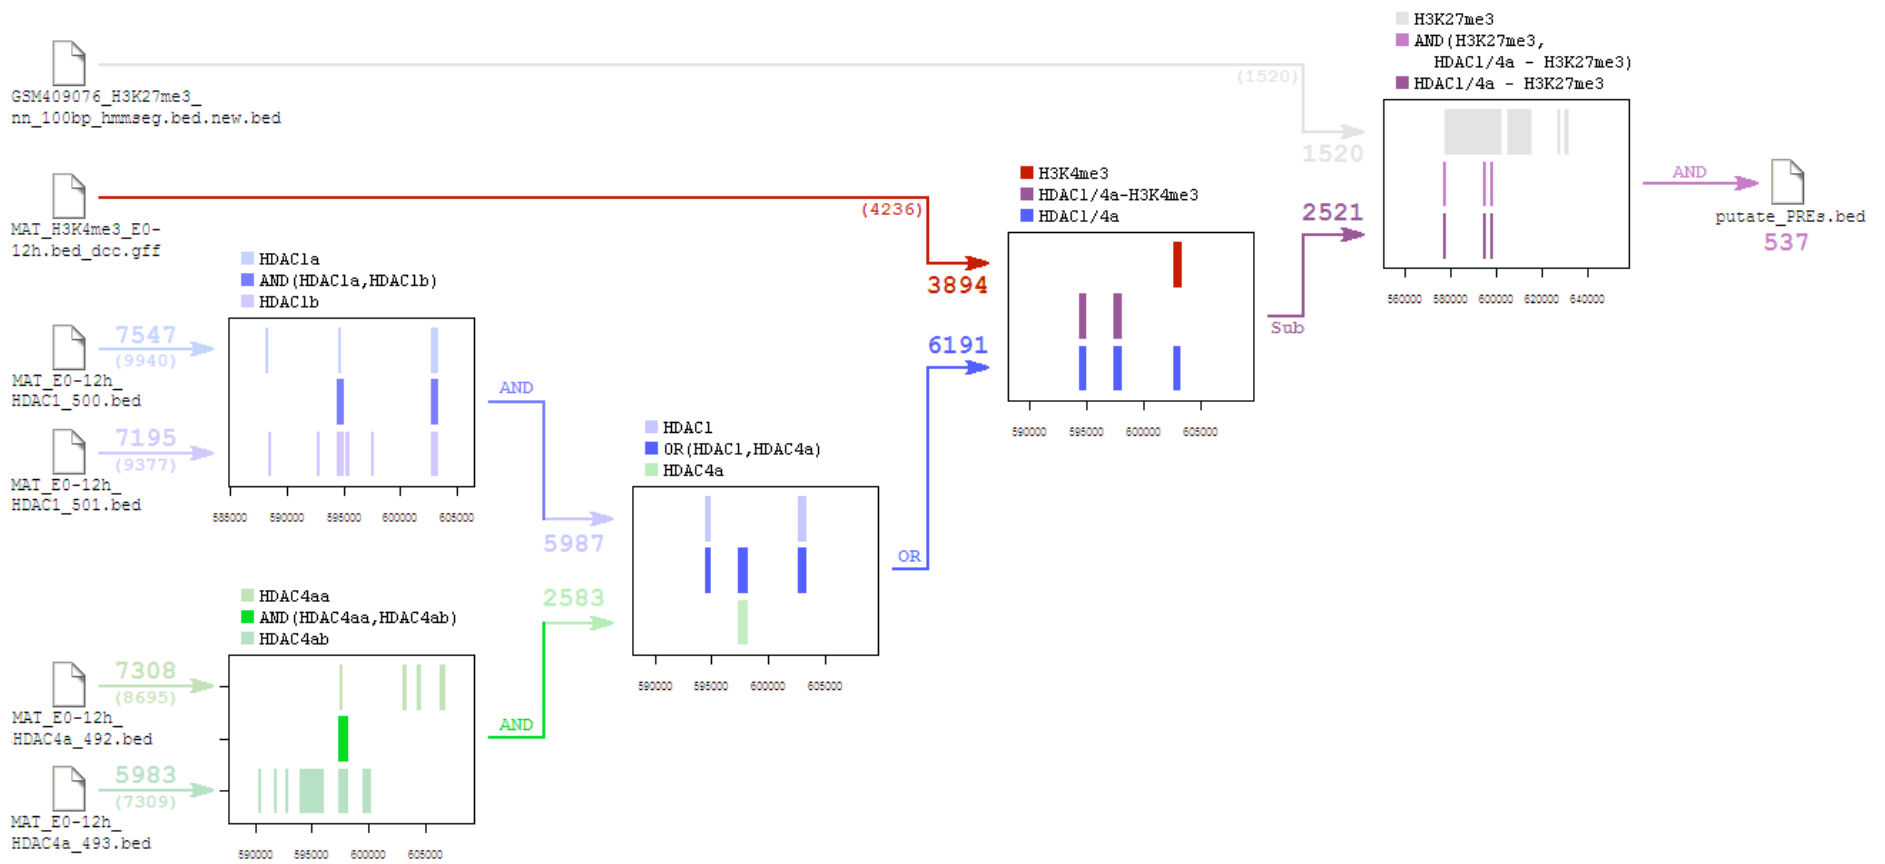 H3K27me3
AND(H3K27me3,
HDAC1/4a - H3K27me3)
HDAC1/4a - H3K27me3
GSM409076_H3K27me3_
nn_100bp_hmmseg.bed.new.bed
(1520)
1520
560000 580000 600000 620000 640000
AND
putate_PREs.bed
537
MAT_H3K4me3_E0-
12h.bed_dcc.gff
(4236)
3894
H3K4me3
HDAC1/4a-H3K4me3
HDAC1/4a
590000 595000 600000 605000
Sub
2521
HDAC1a
AND(HDAC1a,HDAC1b)
HDAC1b
7547
(9940)
MAT_E0-12h_
HDAC1_500.bed
7195
(9377)
MAT_E0-12h_
HDAC1_501.bed
585000 590000 595000 600000 605000
AND
5987
6191
HDAC1
OR(HDAC1,HDAC4a)
HDAC4a
590000 595000 600000 605000
OR
2583
HDAC4aa
AND(HDAC4aa,HDAC4ab)
HDAC4ab
7308
(8695)
MAT_E0-12h_
HDAC4a_492.bed
5983
(7309)
MAT_E0-12h_
HDAC4a_493.bed
590000 595000 600000 605000
AND